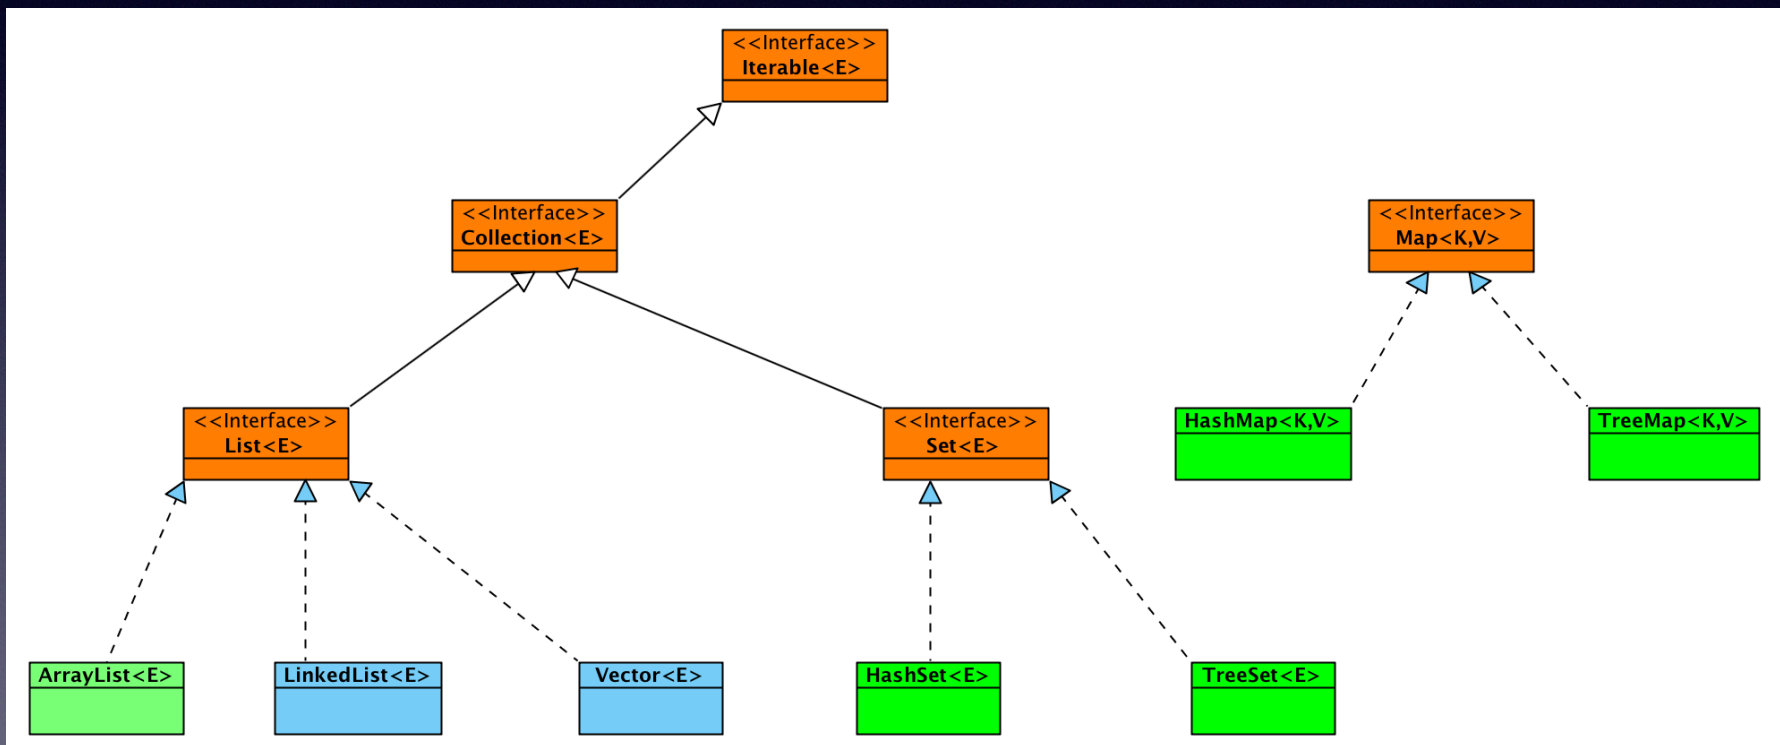 <<Interface>>
Iterable<E>
<<Interface>>
Collection<E>
<<Interface>>
Map<K,V>
<<Interface>>
List<E>
<<Interface>>
Set<E>
HashMap<K,V>
TreeMap<K,V>
ArrayList<E>
LinkedList<E>
Vector<E>
HashSet<E>
TreeSet<E>